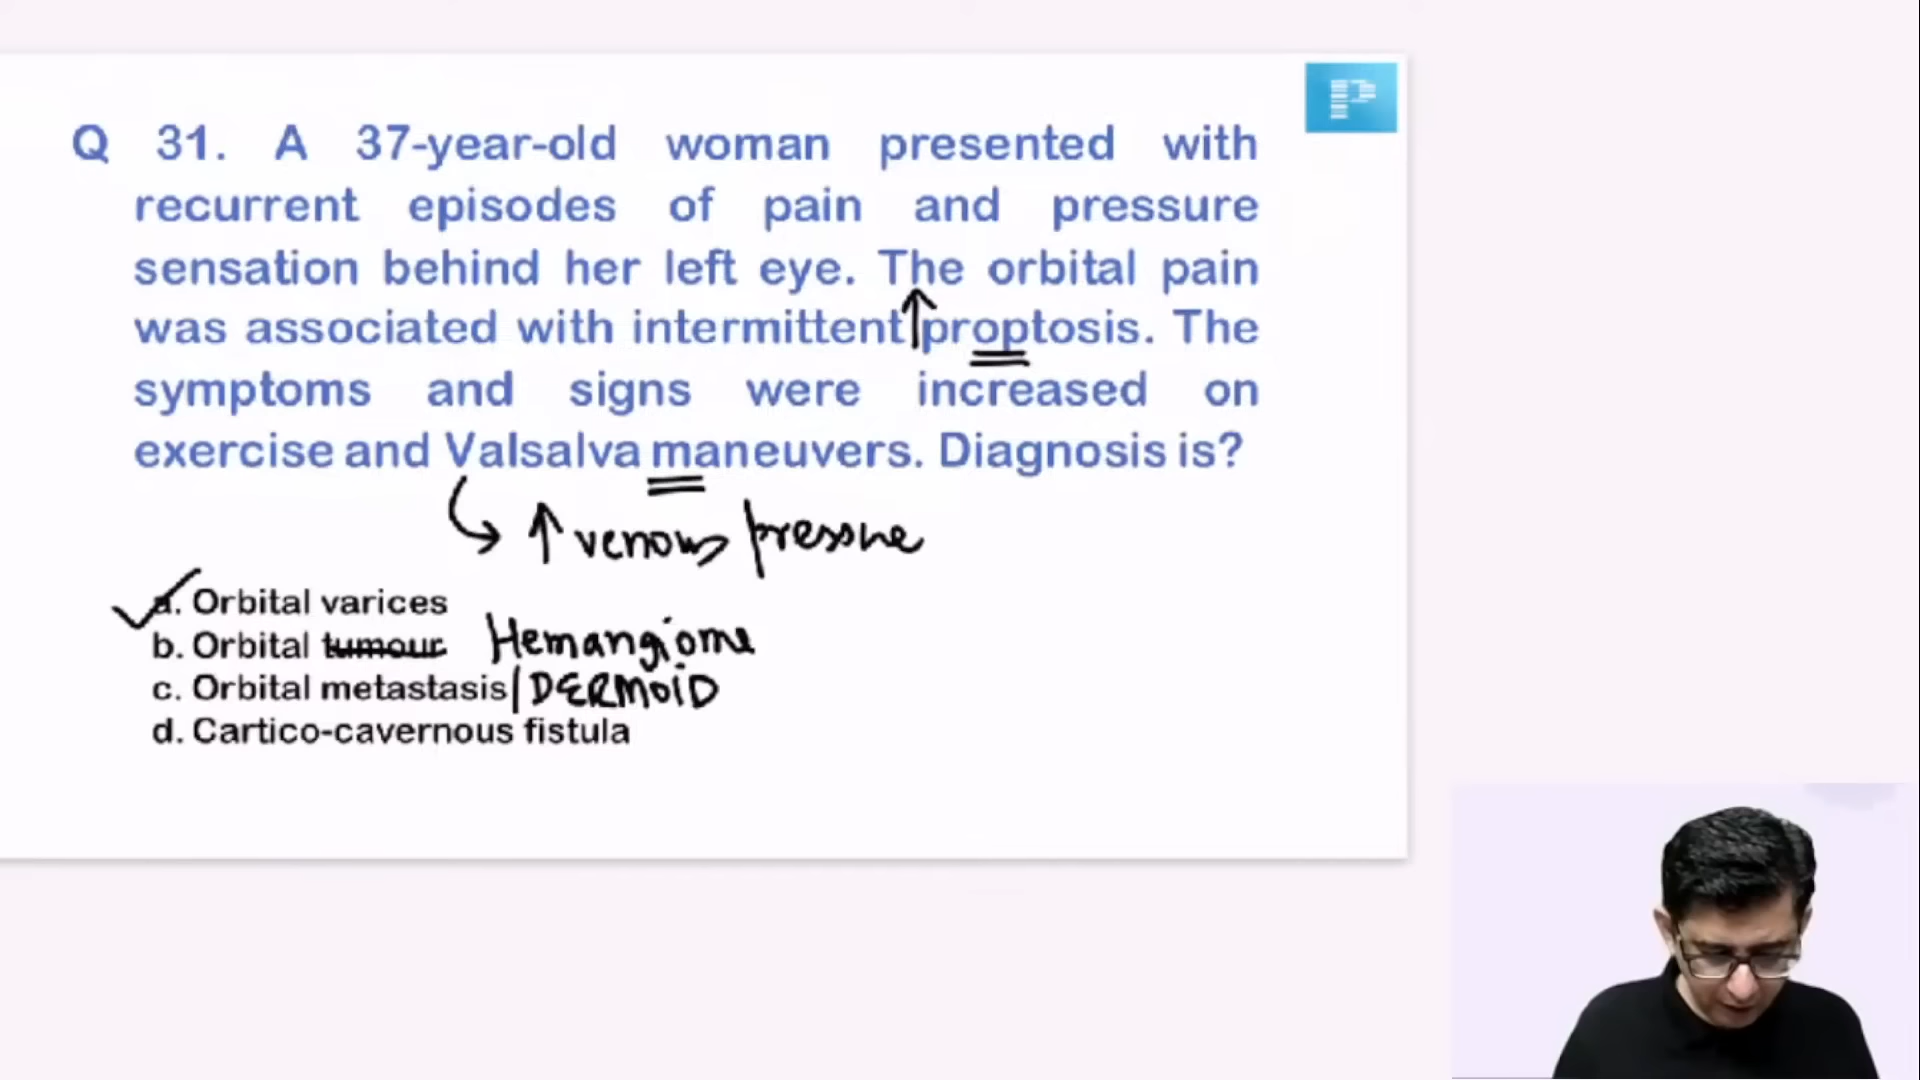 Q 31. A 37-year-old woman presented with
recurrent episodes of pain and pressure
sensation behind her left eye. The orbital pain
was associated with intermittent ↑proptosis. The
symptoms and signs were increased on
exercise and Valsalva maneuvers. Diagnosis is?
↑ venous pressure
a. Orbital varices
b. Orbital tumour Hemangioma
c. Orbital metastasis/DERMOID
d. Cartico-cavernous fistula